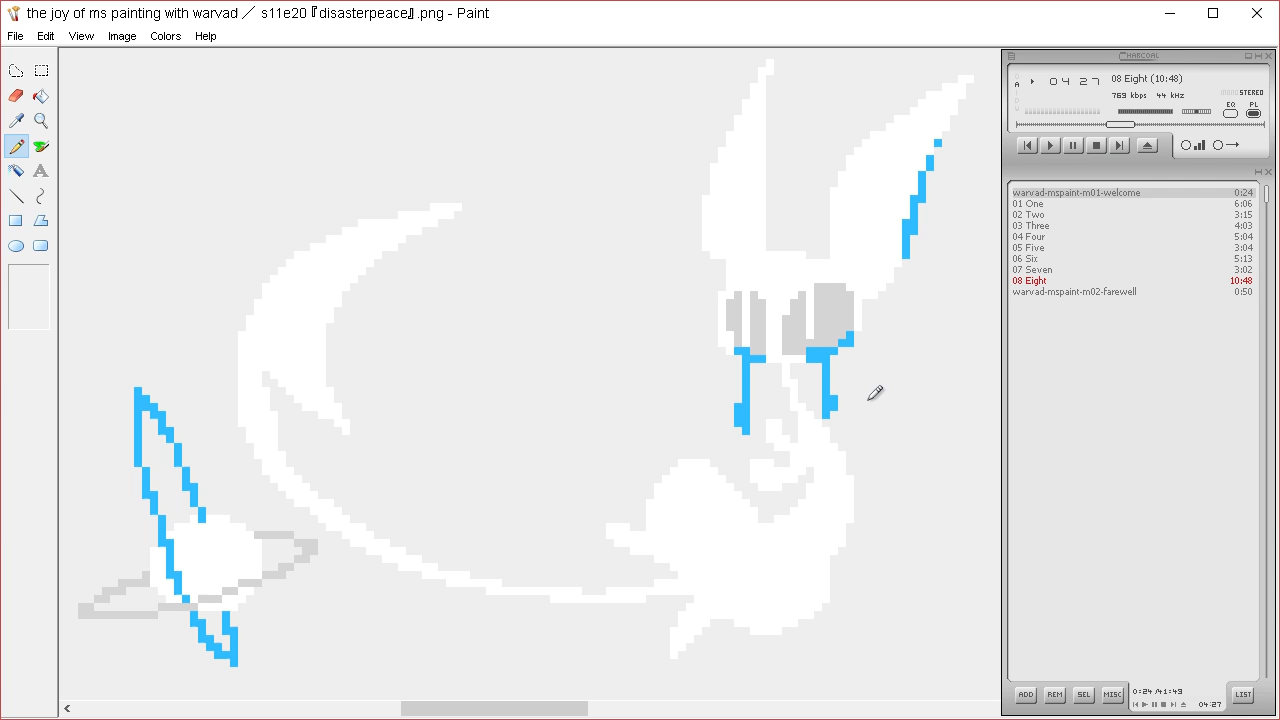 the joy of ms painting with warvad ／ s11e20『disasterpeace』.png - Paint
File Edit View Image Colors Help
CHARCOAL
04 27
08 Eight (10:48)
769 kbps 44 kHz
MONO STEREO
EQ PL
warvad-mspaint-m01-welcome 0:24
01 One 6:06
02 Two 3:15
03 Three 4:03
04 Four 5:04
05 Five 3:04
06 Six 5:13
07 Seven 3:02
08 Eight 10:48
warvad-mspaint-m02-farewell 0:50
ADD REM SEL MISC
0:24/41:49
04:27
LIST